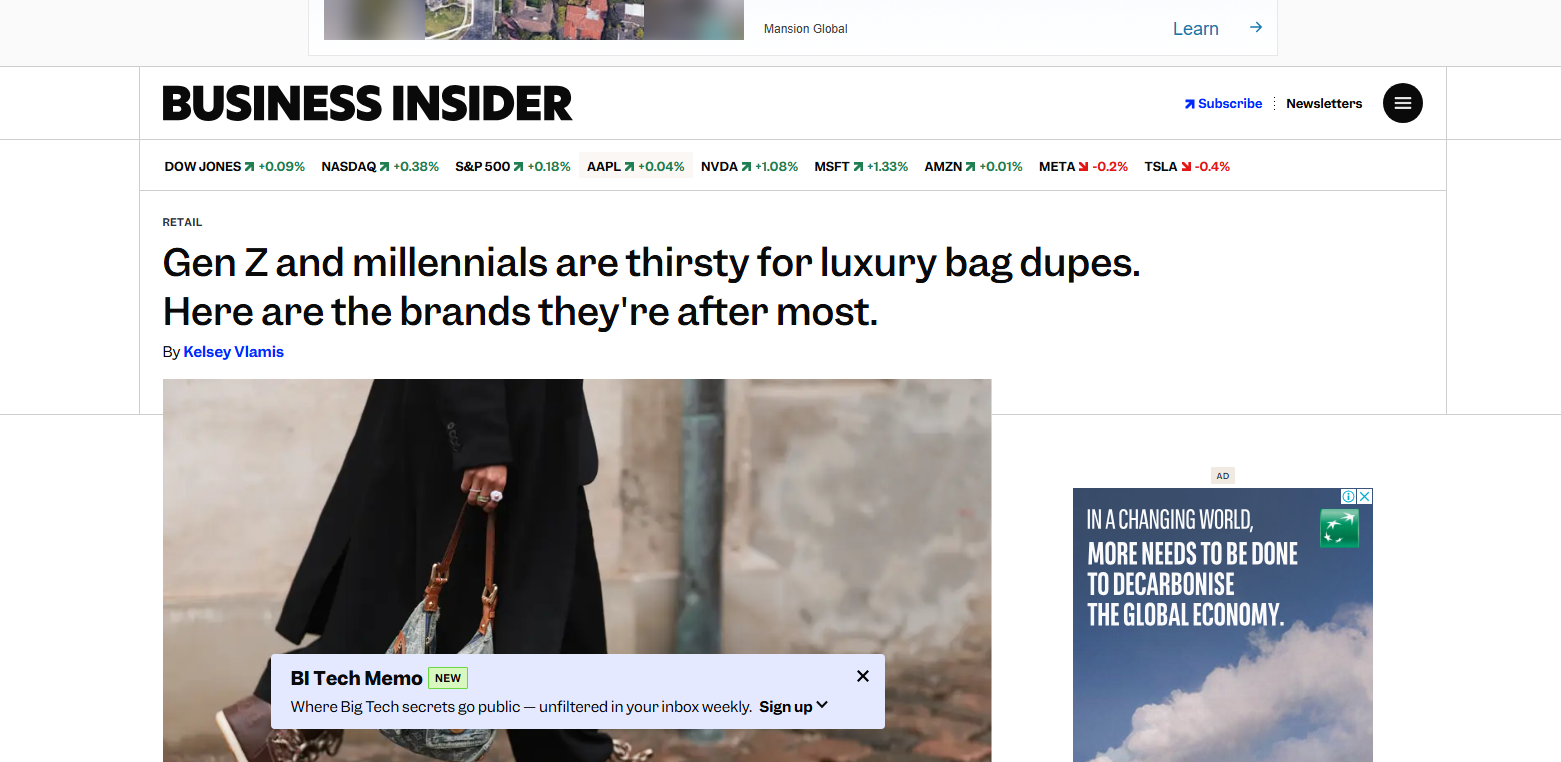 Mansion Global
Learn
BUSINESS INSIDER
Subscribe
Newsletters
DOW JONES +0.09% NASDAQ +0.38% S&P 500 +0.18% AAPL +0.04% NVDA +1.08% MSFT +1.33% AMZN +0.01% META -0.2% TSLA -0.4%
RETAIL
Gen Z and millennials are thirsty for luxury bag dupes.
Here are the brands they're after most.
By Kelsey Vlamis
AD
IN A CHANGING WORLD,
MORE NEEDS TO BE DONE
TO DECARBONISE
THE GLOBAL ECONOMY.
BI Tech Memo NEW
Where Big Tech secrets go public — unfiltered in your inbox weekly. Sign up